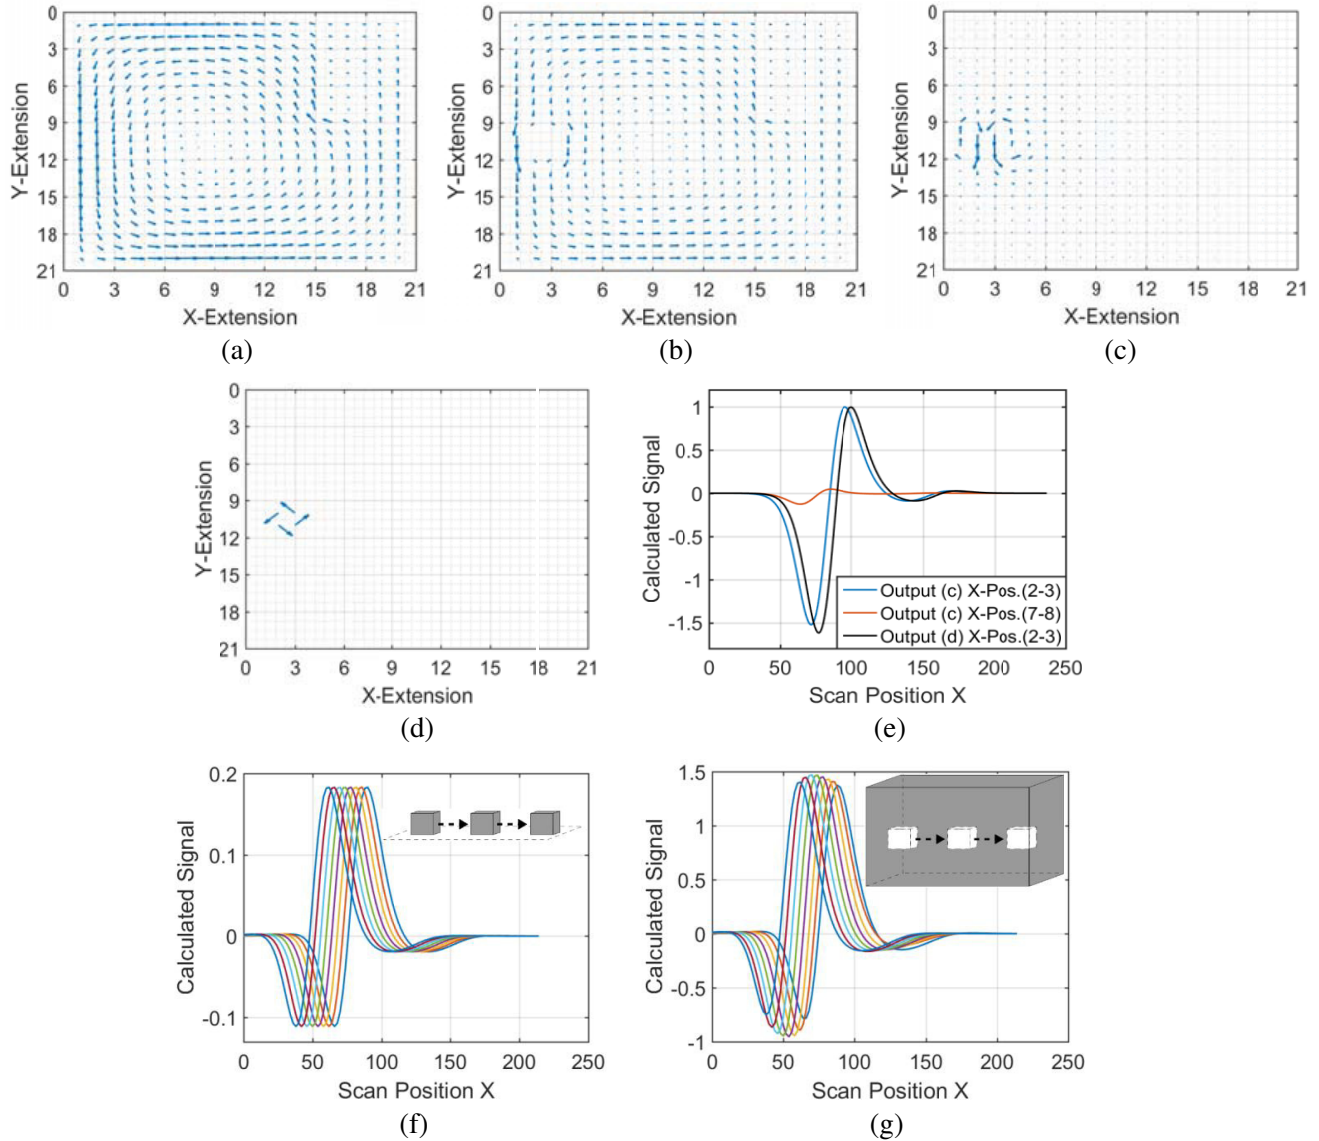 0
3
6
9
12
15
18
21
Y-Extension
0 3 6 9 12 15 18 21
X-Extension
(a)
0
3
6
9
12
15
18
21
Y-Extension
0 3 6 9 12 15 18 21
X-Extension
(b)
0
3
6
9
12
15
18
21
Y-Extension
0 3 6 9 12 15 18 21
X-Extension
(c)
0
3
6
9
12
15
18
21
Y-Extension
0 3 6 9 12 15 18 21
X-Extension
(d)
1
0.5
0
-0.5
-1
-1.5
Calculated Signal
Output (c) X-Pos.(2-3)
Output (c) X-Pos.(7-8)
Output (d) X-Pos.(2-3)
0 50 100 150 200 250
Scan Position X
(e)
0.2
0.1
0
-0.1
Calculated Signal
0 50 100 150 200 250
Scan Position X
(f)
1.5
1
0.5
0
-0.5
-1
Calculated Signal
0 50 100 150 200 250
Scan Position X
(g)